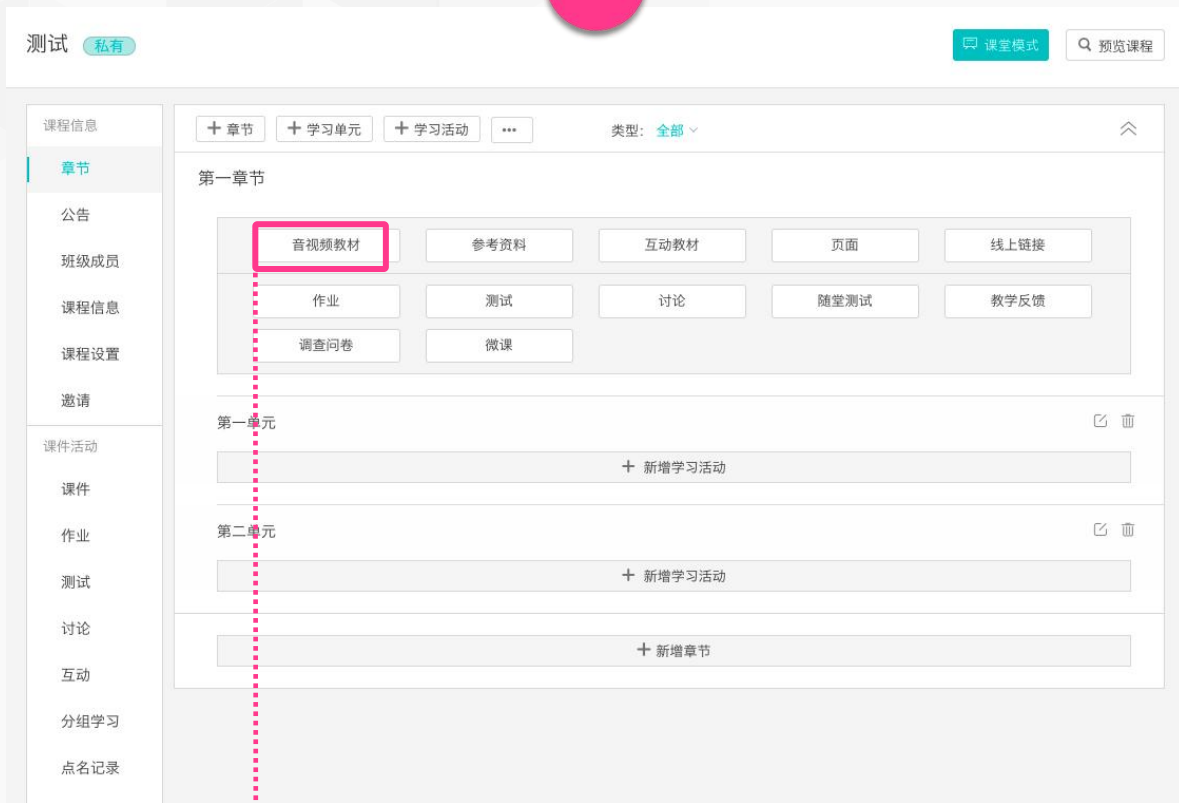 测试 私有 课堂模式 预览课程
课程信息
章节
公告
班级成员
课程信息
课程设置
邀请
课件活动
课件
作业
测试
讨论
互动
分组学习
点名记录
+ 章节 + 学习单元 + 学习活动 ••• 类型: 全部
第一章节
音视频教材 参考资料 互动教材 页面 线上链接
作业 测试 讨论 随堂测试 教学反馈
调查问卷 微课
第一单元
+ 新增学习活动
第二单元
+ 新增学习活动
+ 新增章节